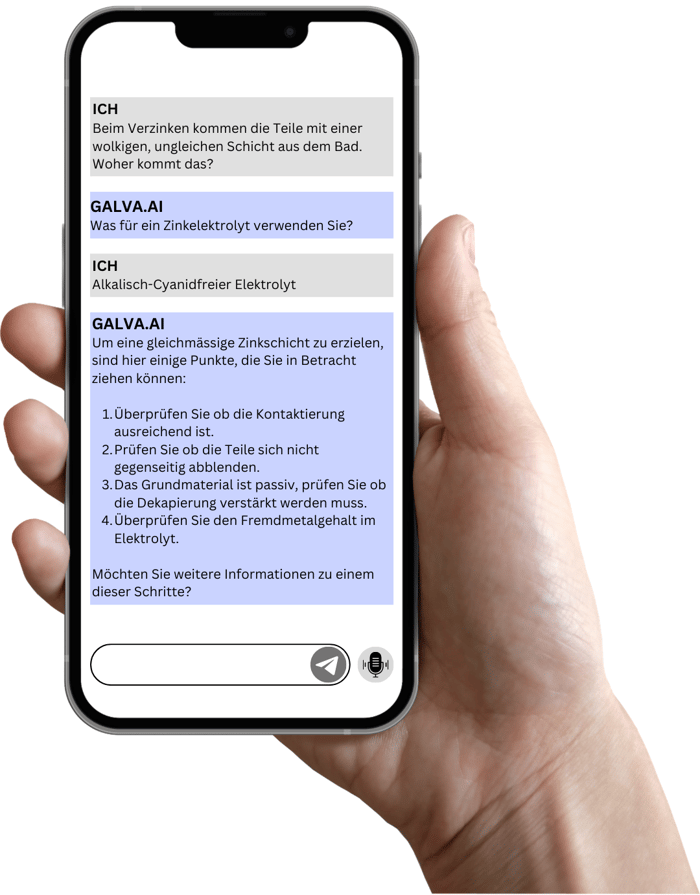 ICH
Beim Verzinken kommen die Teile mit einer
wolkigen, ungleichen Schicht aus dem Bad.
Woher kommt das?
GALVA.AI
Was für ein Zinkelektrolyt verwenden Sie?
ICH
Alkalisch-Cyanidfreier Elektrolyt
GALVA.AI
Um eine gleichmässige Zinkschicht zu erzielen,
sind hier einige Punkte, die Sie in Betracht
ziehen können:
1. Überprüfen Sie ob die Kontaktierung
ausreichend ist.
2. Prüfen Sie ob die Teile sich nicht
gegenseitig abblenden.
3. Das Grundmaterial ist passiv, prüfen Sie ob
die Dekapierung verstärkt werden muss.
4. Überprüfen Sie den Fremdmetalgehalt im
Elektrolyt.
Möchten Sie weitere Informationen zu einem
dieser Schritte?